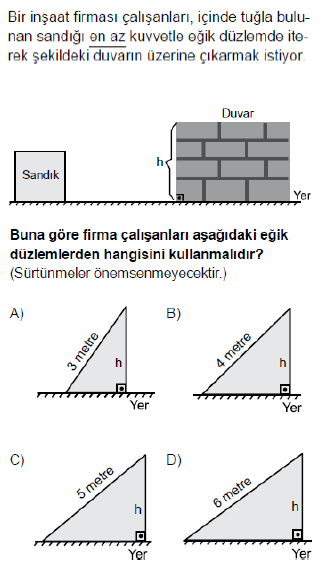 Bir inşaat firması çalışanları, içinde tuğla bulu-
nan sandığı en az kuvvetle eğik düzlemde ite-
rek şekildeki duvarın üzerine çıkarmak istiyor.
Duvar
h
Sandık
Yer
Buna göre firma çalışanları aşağıdaki eğik
düzlemlerden hangisini kullanmalıdır?
(Sürtünmeler önemsenmeyecektir.)
A)
3 metre
h
Yer
B)
4 metre
h
Yer
C)
5 metre
h
Yer
D)
6 metre
h
Yer